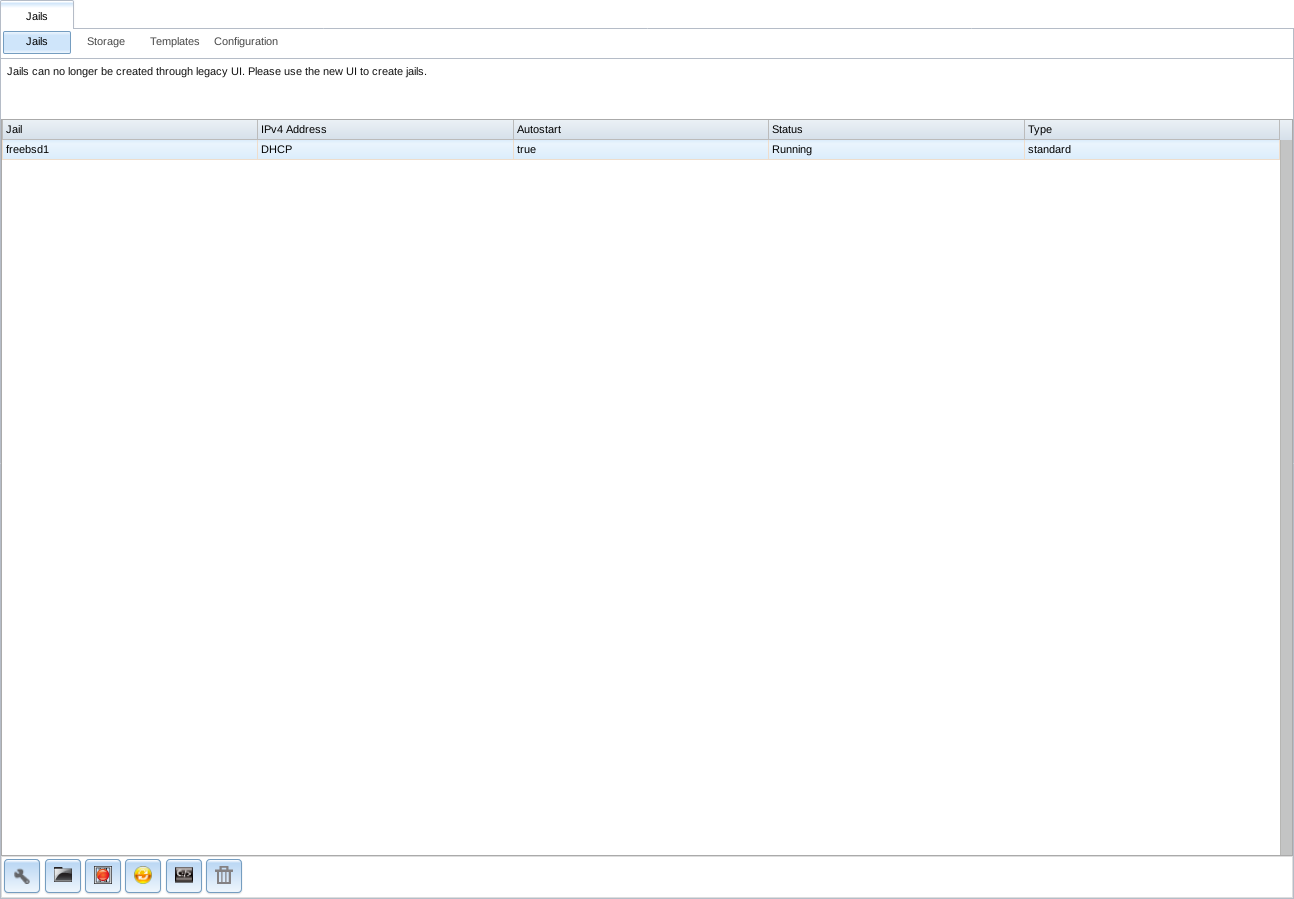 Jails
Jails Storage Templates Configuration
Jails can no longer be created through legacy UI. Please use the new UI to create jails.
Jail IPv4 Address Autostart Status Type
freebsd1 DHCP true Running standard